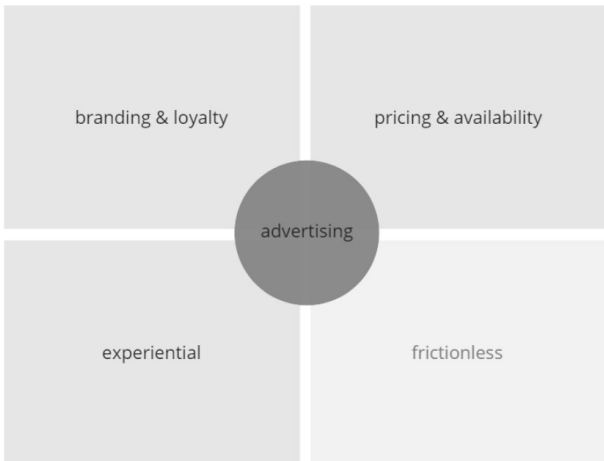 branding & loyalty
pricing & availability
advertising
experiential
frictionless